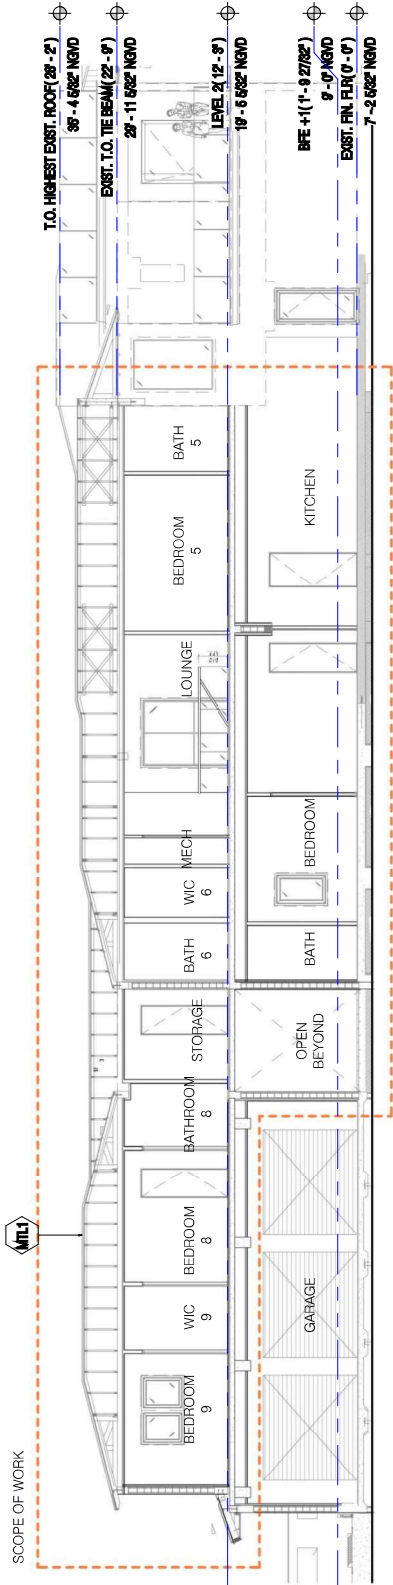 SCOPE OF WORK
MTL1
T.O. HIGHEST EXIST. ROOF(28' - 2")
35' - 4 5/32" NGVD
EXIST. T.O. TIE BEAM(22' - 9")
29' - 11 5/32" NGVD
LEVEL 2(12' - 3")
19' - 5 5/32" NGVD
BFE +1(1' - 9 27/32")
9' - 0" NGVD
EXIST. FIN. FLR(0' - 0")
7' - 2 5/32" NGVD
BEDROOM
9
WIC
9
BEDROOM
8
BATHROOM
8
STORAGE
BATH
6
WIC
6
MECH
LOUNGE
BEDROOM
5
BATH
5
GARAGE
OPEN
BEYOND
BATH
BEDROOM
KITCHEN